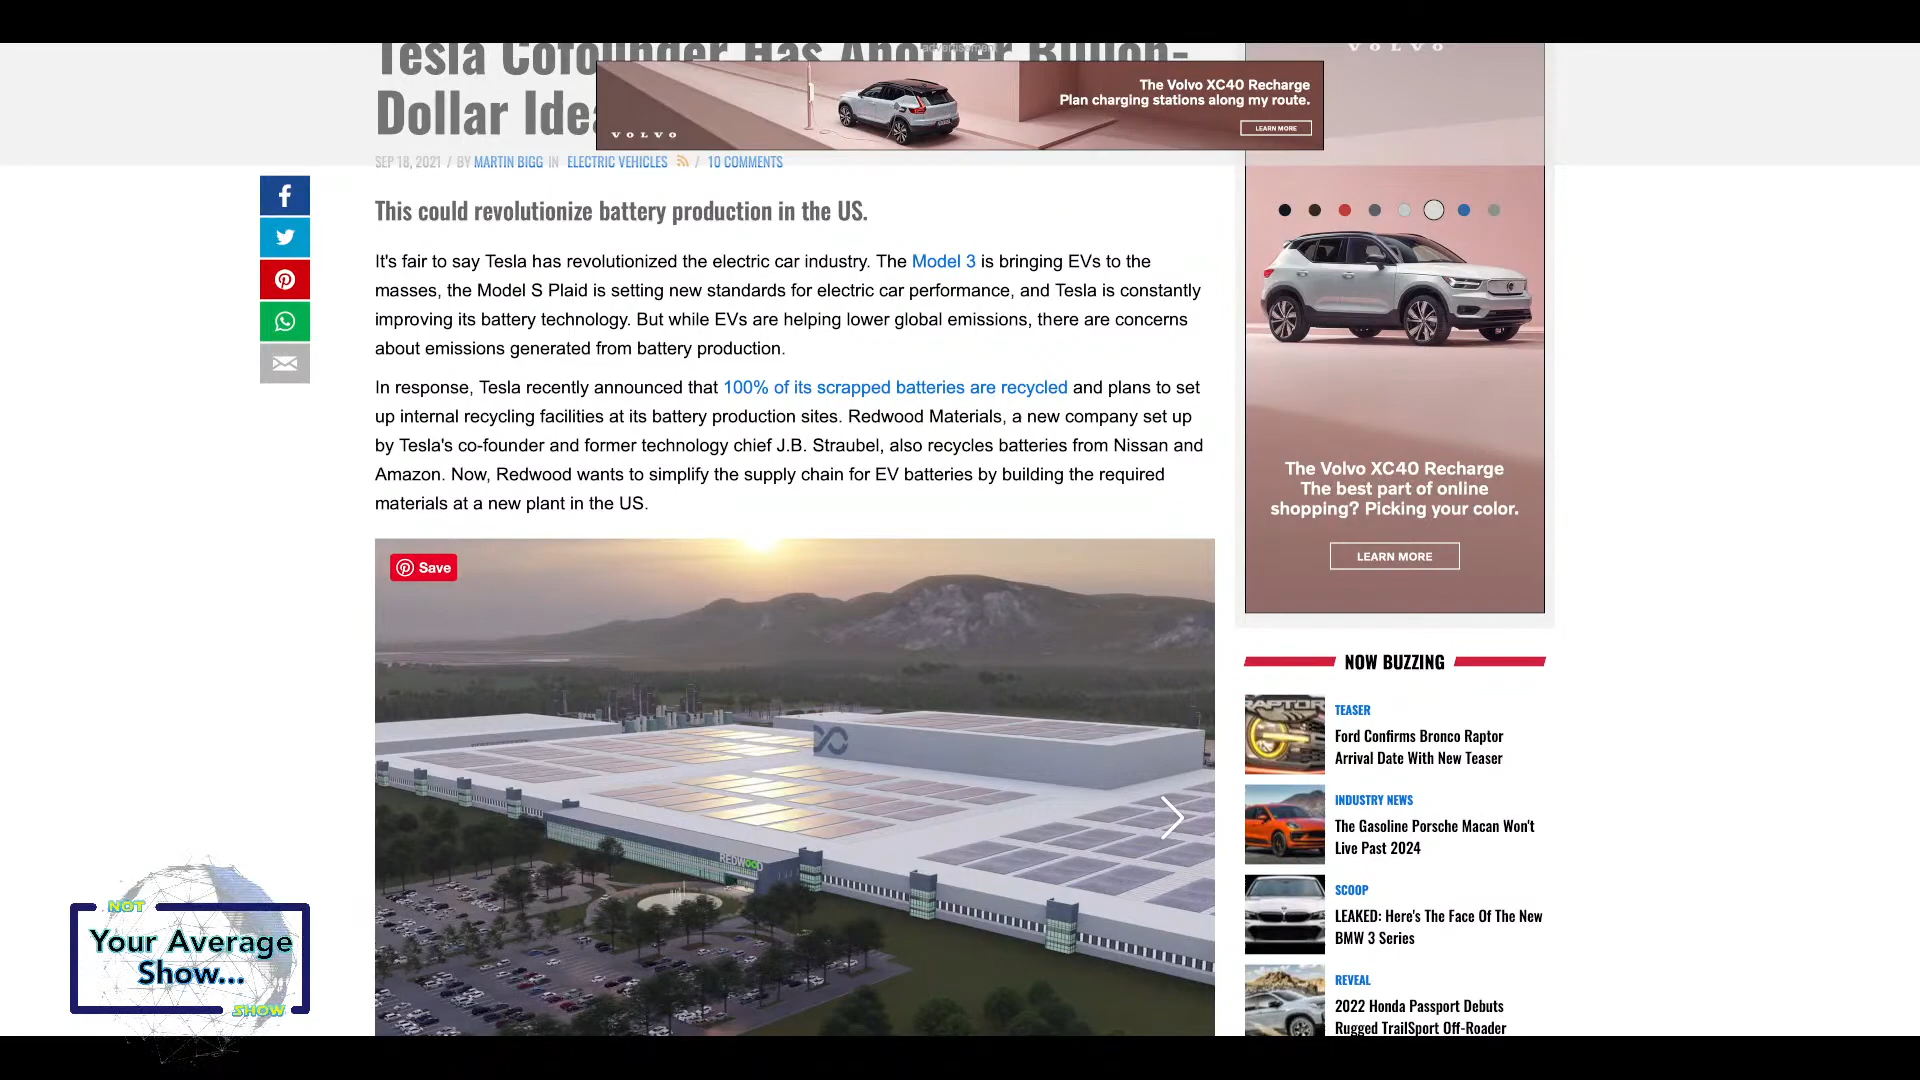 Tesla Cofounder Has Another Billion-
Dollar Idea
advertisement
The Volvo XC40 Recharge
Plan charging stations along my route.
VOLVO
LEARN MORE
VOLVO
SEP 18, 2021 / BY MARTIN BIGG IN ELECTRIC VEHICLES / 10 COMMENTS
This could revolutionize battery production in the US.
It's fair to say Tesla has revolutionized the electric car industry. The Model 3 is bringing EVs to the
masses, the Model S Plaid is setting new standards for electric car performance, and Tesla is constantly
improving its battery technology. But while EVs are helping lower global emissions, there are concerns
about emissions generated from battery production.
In response, Tesla recently announced that 100% of its scrapped batteries are recycled and plans to set
up internal recycling facilities at its battery production sites. Redwood Materials, a new company set up
by Tesla's co-founder and former technology chief J.B. Straubel, also recycles batteries from Nissan and
Amazon. Now, Redwood wants to simplify the supply chain for EV batteries by building the required
materials at a new plant in the US.
Save
REDWOOD
The Volvo XC40 Recharge
The best part of online
shopping? Picking your color.
LEARN MORE
NOW BUZZING
RAPTOR
TEASER
Ford Confirms Bronco Raptor
Arrival Date With New Teaser
INDUSTRY NEWS
The Gasoline Porsche Macan Won't
Live Past 2024
SCOOP
LEAKED: Here's The Face Of The New
BMW 3 Series
REVEAL
2022 Honda Passport Debuts
Rugged TrailSport Off-Roader
NOT
Your Average
Show...
SHOW